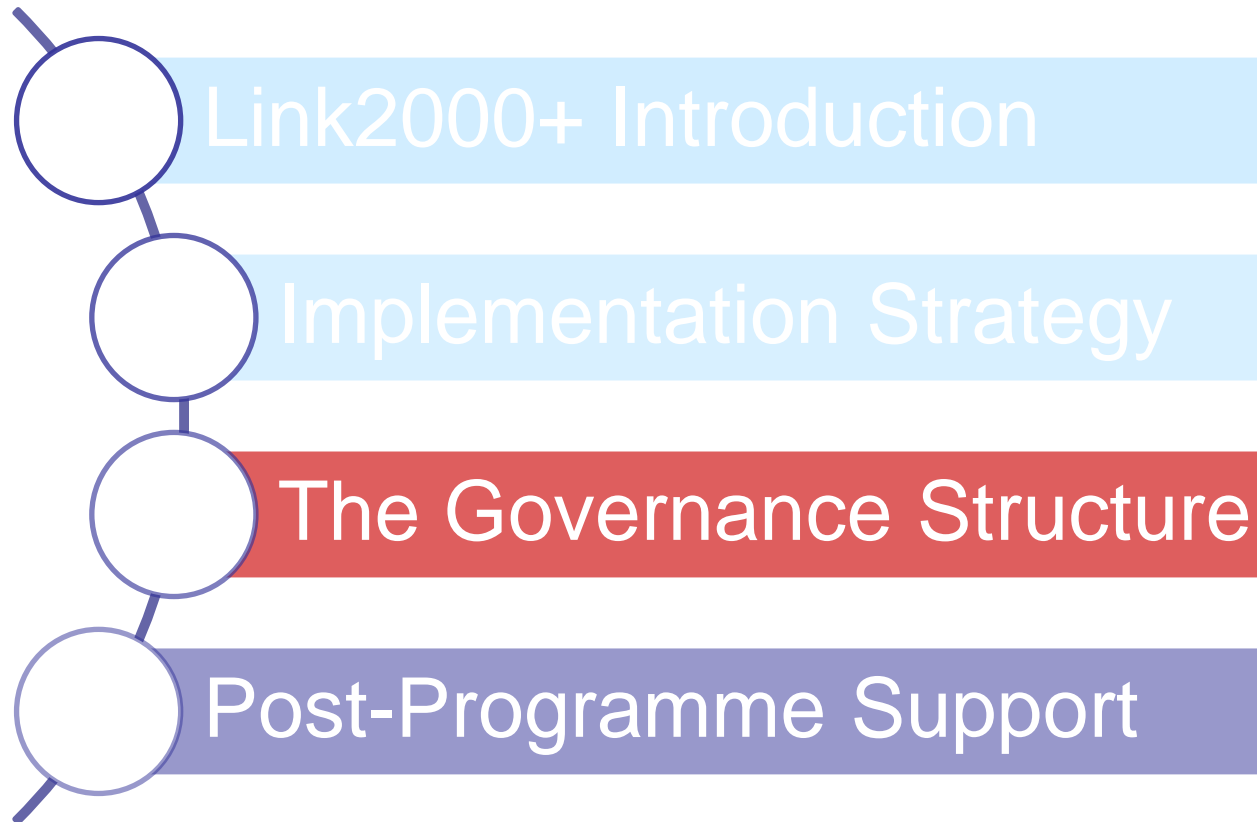 Link2000+ Introduction
Implementation Strategy
The Governance Structure
Post-Programme Support